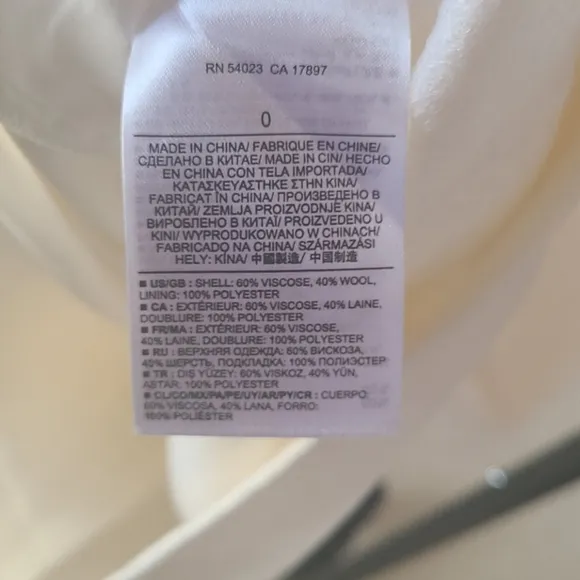 RN 54023 CA 17897
0
MADE IN CHINA/ FABRIQUE EN CHINE/
СДЕЛАНО В КИТАЕ/ MADE IN CIN/ HECHO
EN CHINA CON TELA IMPORTADA/
ΚΑΤΑΣΚΕΥΑΣΤΗΚΕ ΣΤΗΝ ΚΙΝΑ/
FABRICAT ÎN CHINA/ ПРОИЗВЕДЕНО В
КИТАЙ/ ZEMLJA PROIZVODNJE KINA/
ВИРОБЛЕНО В КИТАЇ/ PROIZVEDENO U
KINI/ WYPRODUKOWANO W CHINACH/
FABRICADO NA CHINA/ SZÁRMAZÁSI
HELY: KÍNA/ 中國製造/ 中国制造
■ US/GB : SHELL: 60% VISCOSE, 40% WOOL,
LINING: 100% POLYESTER
■ CA : EXTÉRIEUR: 60% VISCOSE, 40% LAINE,
DOUBLURE: 100% POLYESTER
■ FR/MA : EXTÉRIEUR: 60% VISCOSE,
40% LAINE, DOUBLURE: 100% POLYESTER
■ RU : ВЕРХНЯЯ ОДЕЖДА: 60% ВИСКОЗА,
40% ШЕРСТЬ, ПОДКЛАДКА: 100% ПОЛИЭСТЕР
■ TR : DIS YÜZEY: 60% VISKOZ, 40% YÜN,
ASTAR: 100% POLYESTER
■ CL/CO/MX/PA/PE/UY/AR/PY/CR : CUERPO:
60% VISCOSA, 40% LANA, FORRO:
100% POLIÉSTER